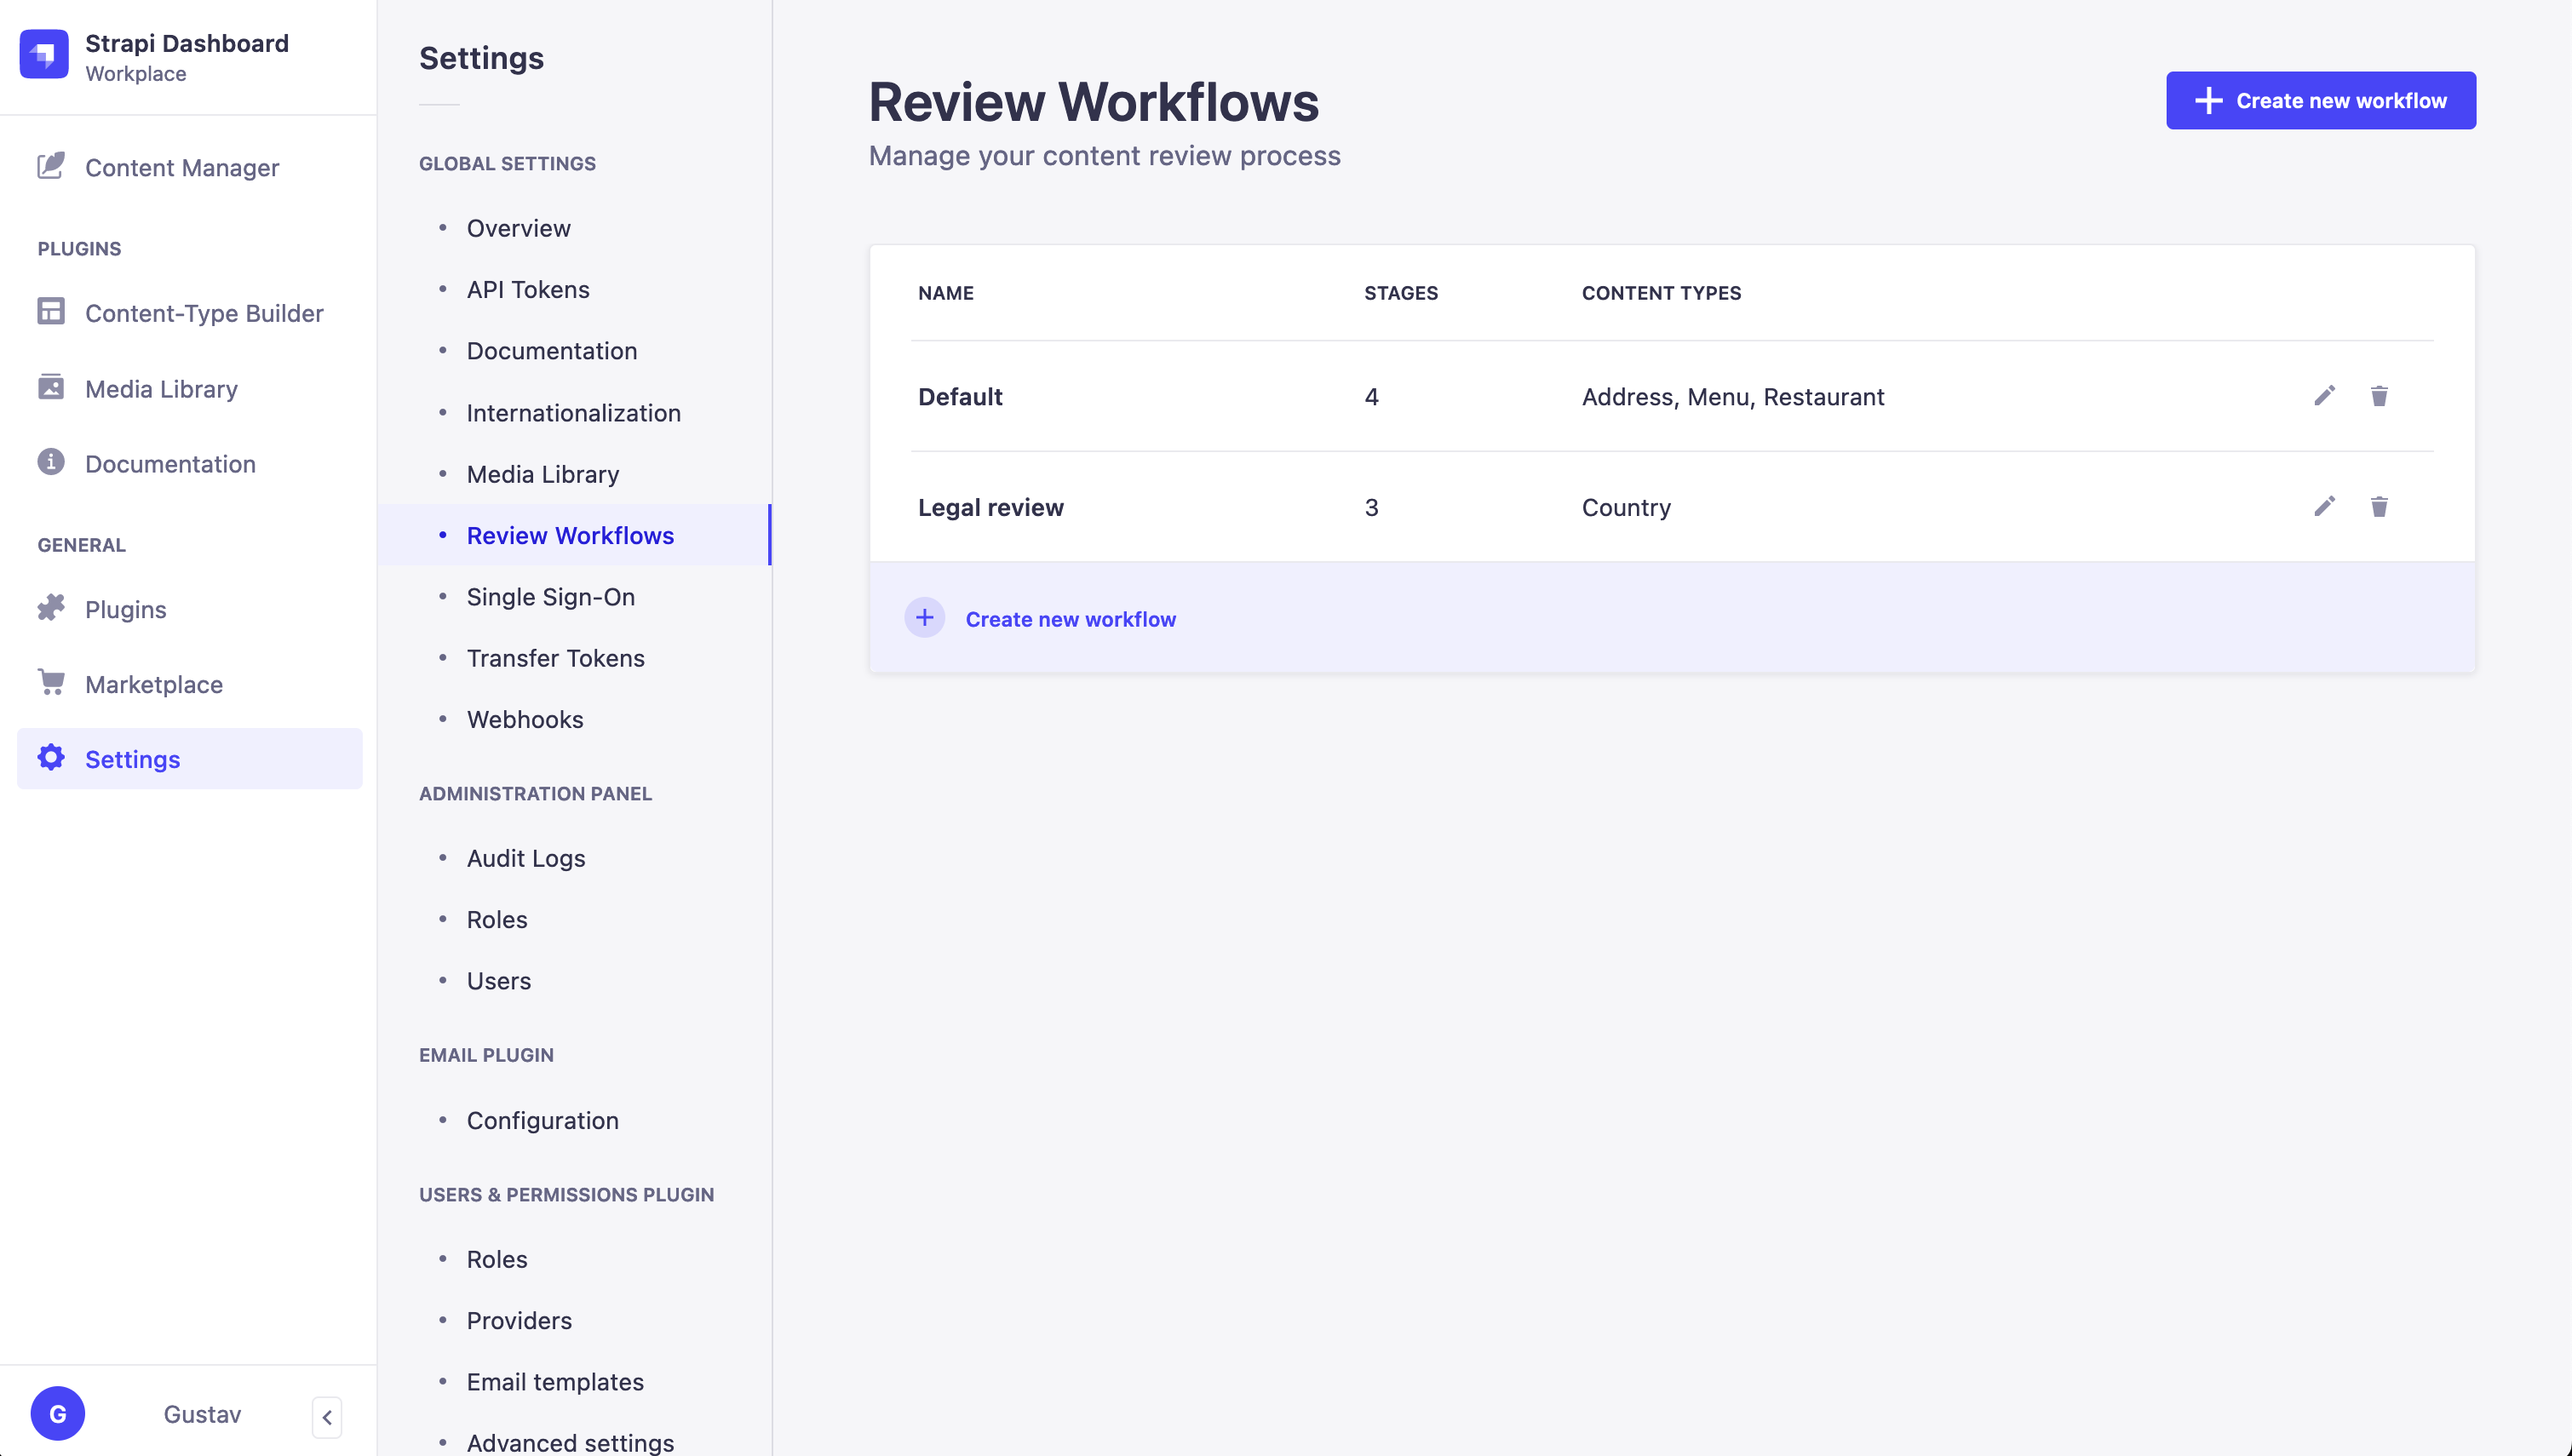 Strapi Dashboard
Workplace
Content Manager
PLUGINS
Content-Type Builder
Media Library
Documentation
GENERAL
Plugins
Marketplace
Settings
G
Gustav
Settings
GLOBAL SETTINGS
Overview
API Tokens
Documentation
Internationalization
Media Library
Review Workflows
Single Sign-On
Transfer Tokens
Webhooks
ADMINISTRATION PANEL
Audit Logs
Roles
Users
EMAIL PLUGIN
Configuration
USERS & PERMISSIONS PLUGIN
Roles
Providers
Email templates
Advanced settings
Review Workflows
Manage your content review process
Create new workflow
NAME STAGES CONTENT TYPES
Default 4 Address, Menu, Restaurant
Legal review 3 Country
Create new workflow